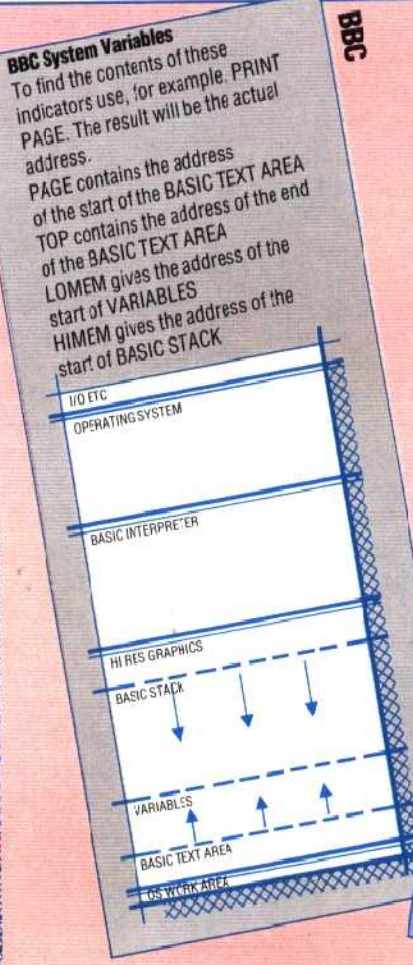 BBC
BBC System Variables
To find the contents of these
indicators use, for example, PRINT
PAGE. The result will be the actual
address.
PAGE contains the address
of the start of the BASIC TEXT AREA
TOP contains the address of the end
of the BASIC TEXT AREA
LOMEM gives the address of the
start of VARIABLES
HIMEM gives the address of the
start of BASIC STACK
I/O ETC
OPERATING SYSTEM
BASIC INTERPRETER
HI RES GRAPHICS
BASIC STACK
VARIABLES
BASIC TEXT AREA
OS WORK AREA